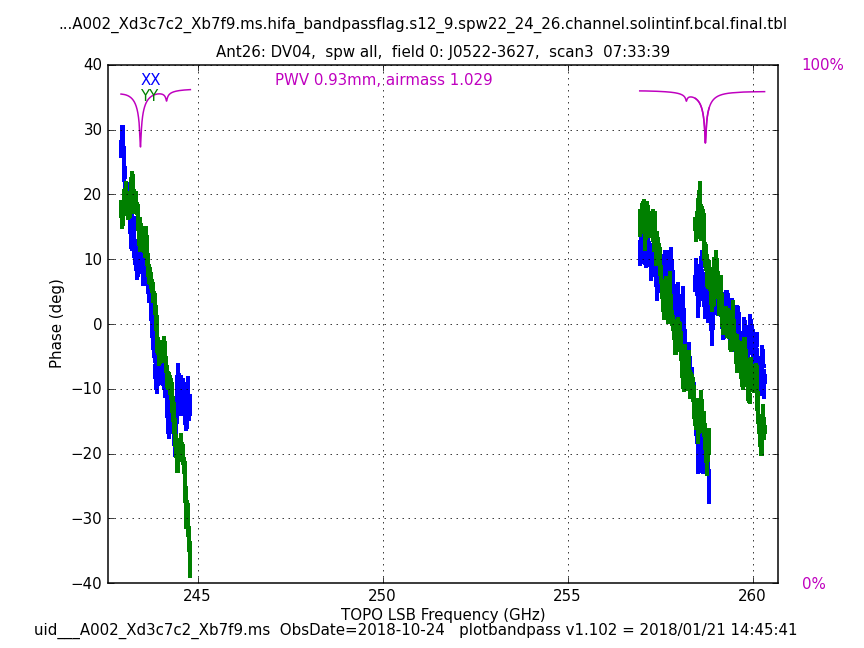 ...A002_Xd3c7c2_Xb7f9.ms.hifa_bandpassflag.s12_9.spw22_24_26.channel.solintinf.bcal.final.tbl
Ant26: DV04,  spw all,  field 0: J0522-3627,  scan3  07:33:39
40
XX
PWV 0.93mm, airmass 1.029
100%
YY
30
20
10
0
−10
−20
−30
−40
Phase (deg)
0%
245
250
255
260
TOPO LSB Frequency (GHz)
uid___A002_Xd3c7c2_Xb7f9.ms  ObsDate=2018-10-24   plotbandpass v1.102 = 2018/01/21 14:45:41